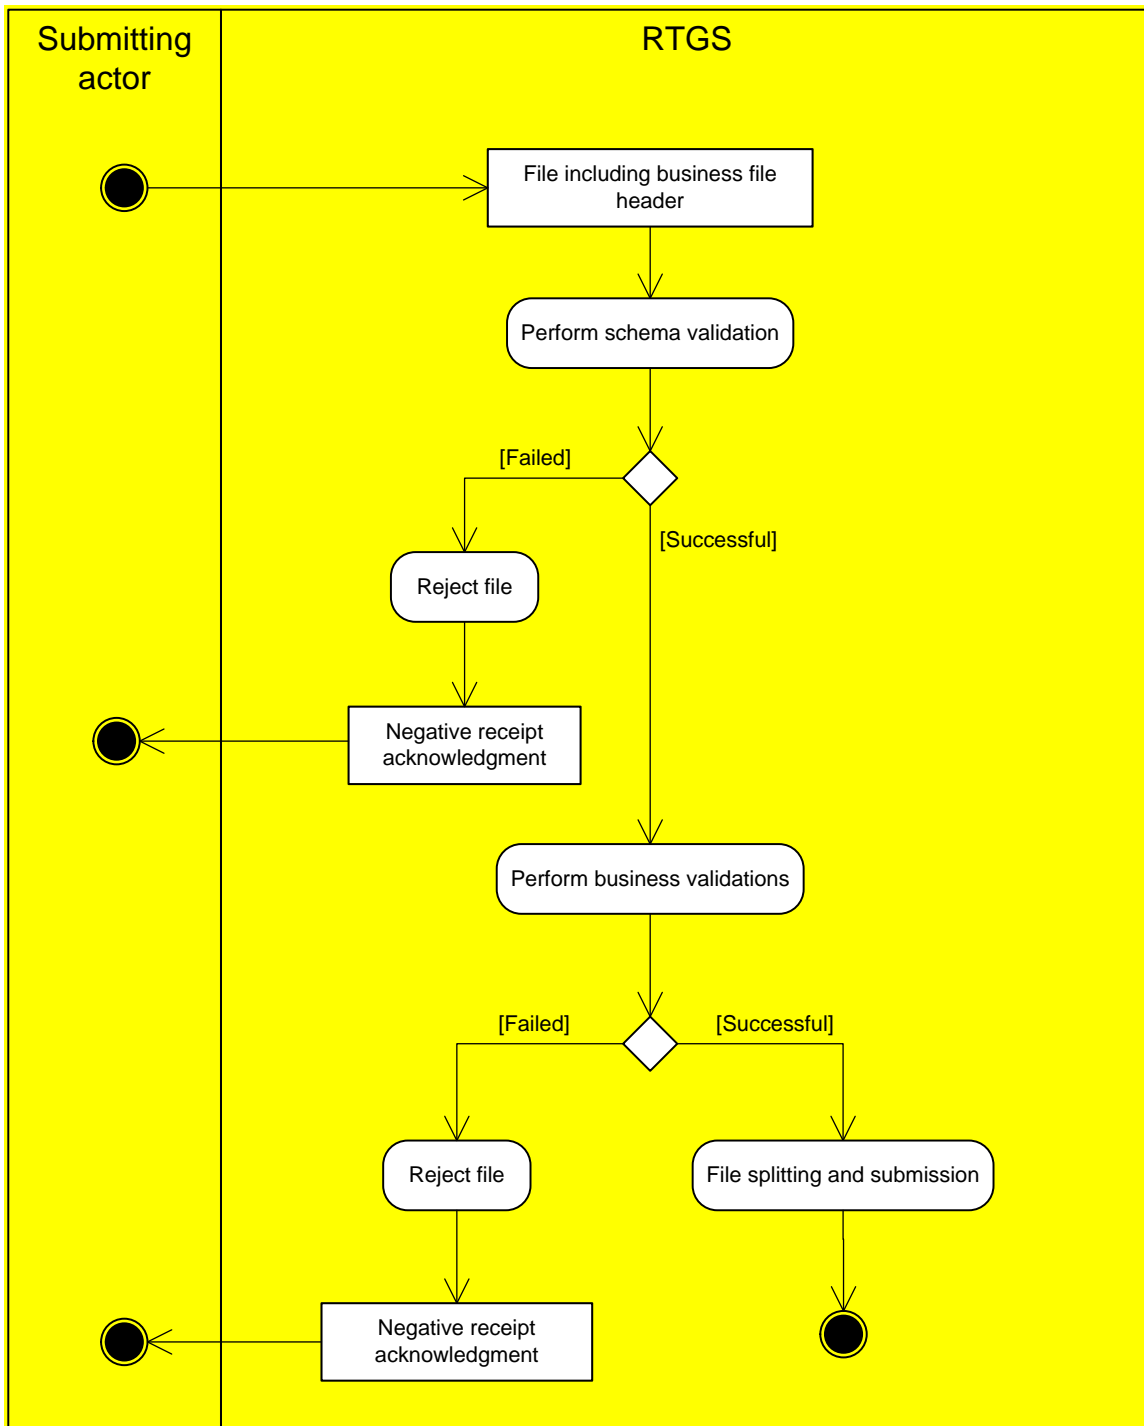 Submitting
actor
RTGS
File including business file
header
Perform schema validation
[Failed]
[Successful]
Reject file
Negative receipt
acknowledgment
Perform business validations
[Failed]
[Successful]
Reject file
File splitting and submission
Negative receipt
acknowledgment